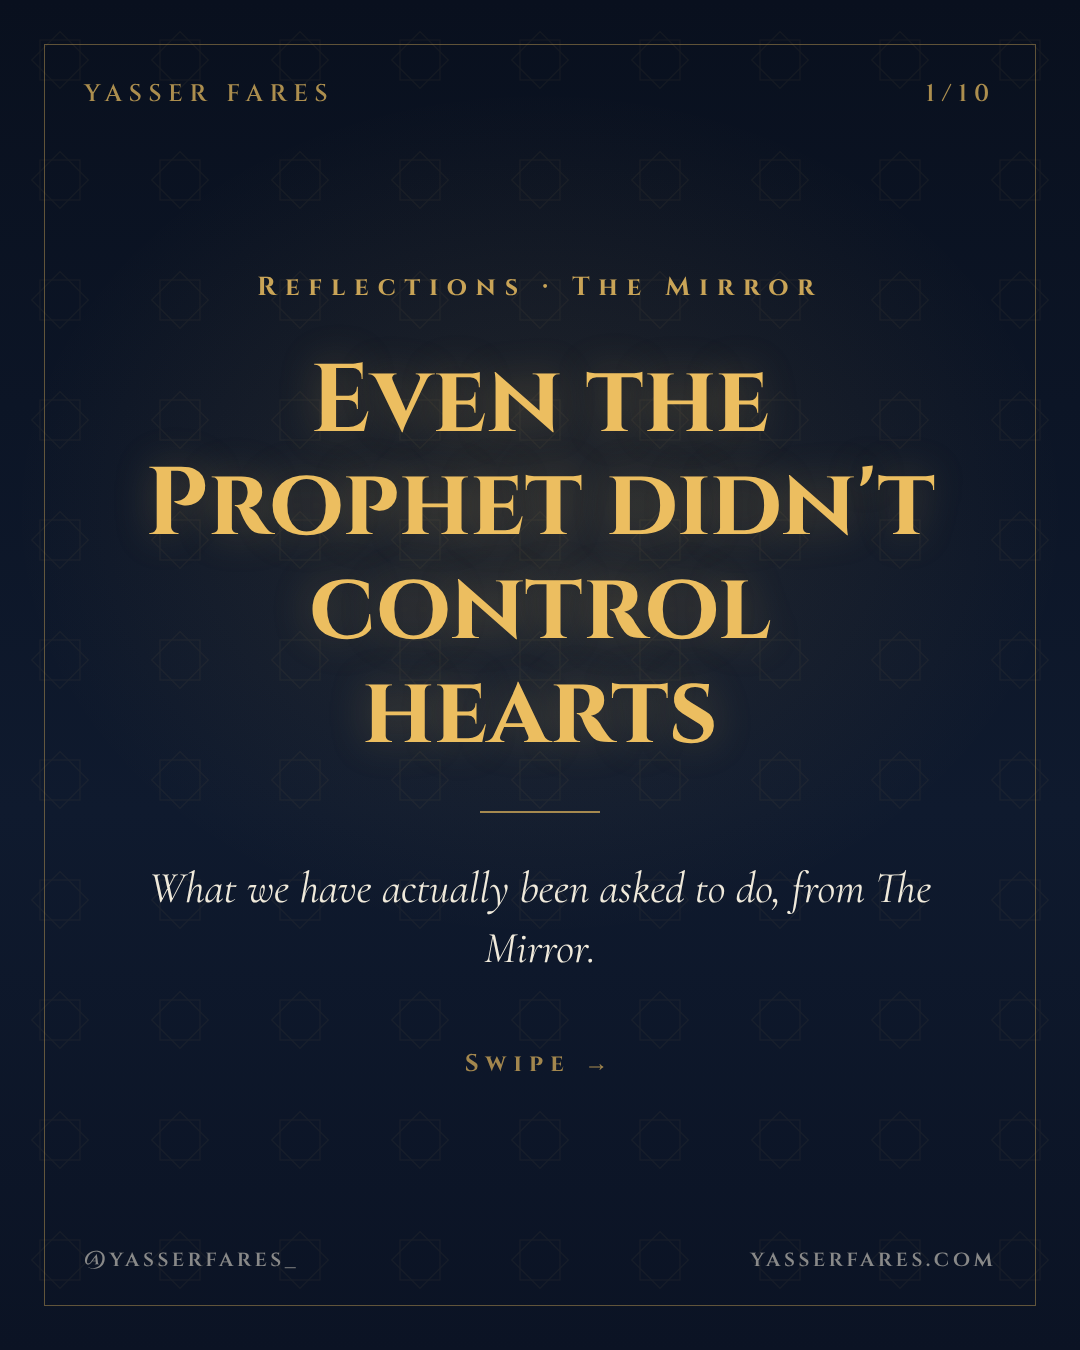 YASSER FARES
1/10
REFLECTIONS · THE MIRROR
EVEN THE
PROPHET DIDN'T
CONTROL
HEARTS
What we have actually been asked to do, from The
Mirror.
SWIPE →
@YASSERFARES_
YASSERFARES.COM